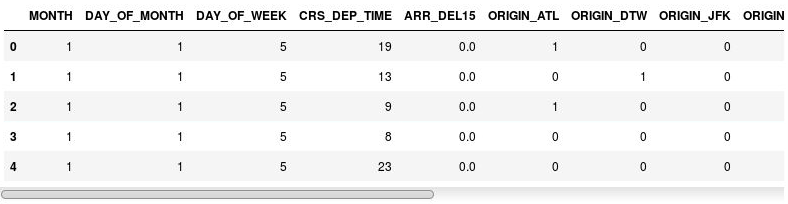 MONTH DAY_OF_MONTH DAY_OF_WEEK CRS_DEP_TIME ARR_DEL15 ORIGIN_ATL ORIGIN_DTW ORIGIN_JFK ORIGIN
0 1 1 5 19 0.0 1 0 0
1 1 1 5 13 0.0 0 1 0
2 1 1 5 9 0.0 1 0 0
3 1 1 5 8 0.0 0 0 0
4 1 1 5 23 0.0 0 0 0